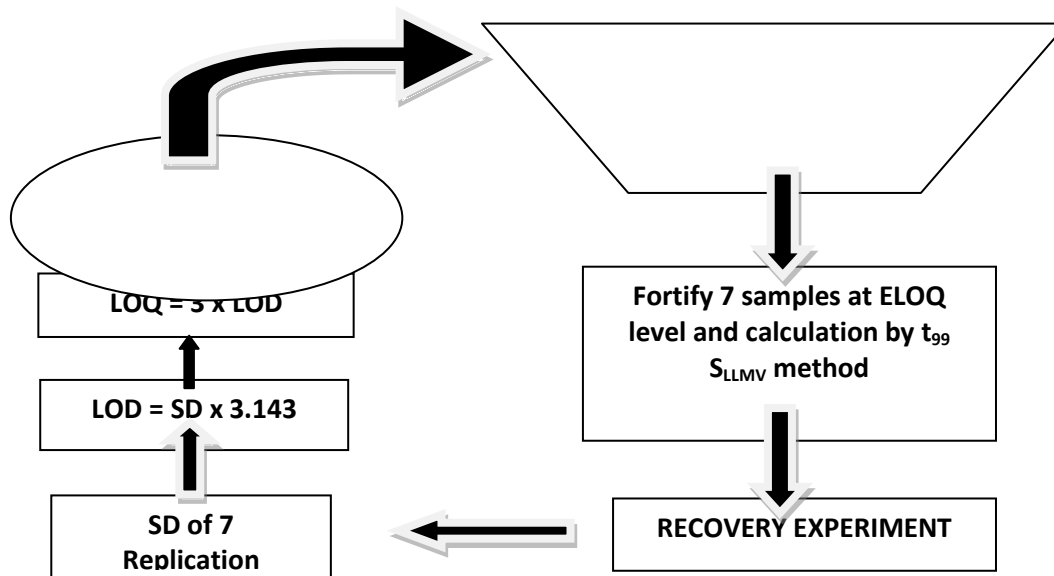 Fortify 7 samples at ELOQ
level and calculation by t₉₉
S_LLMV method
RECOVERY EXPERIMENT
SD of 7
Replication
LOD = SD x 3.143
LOQ = 3 x LOD